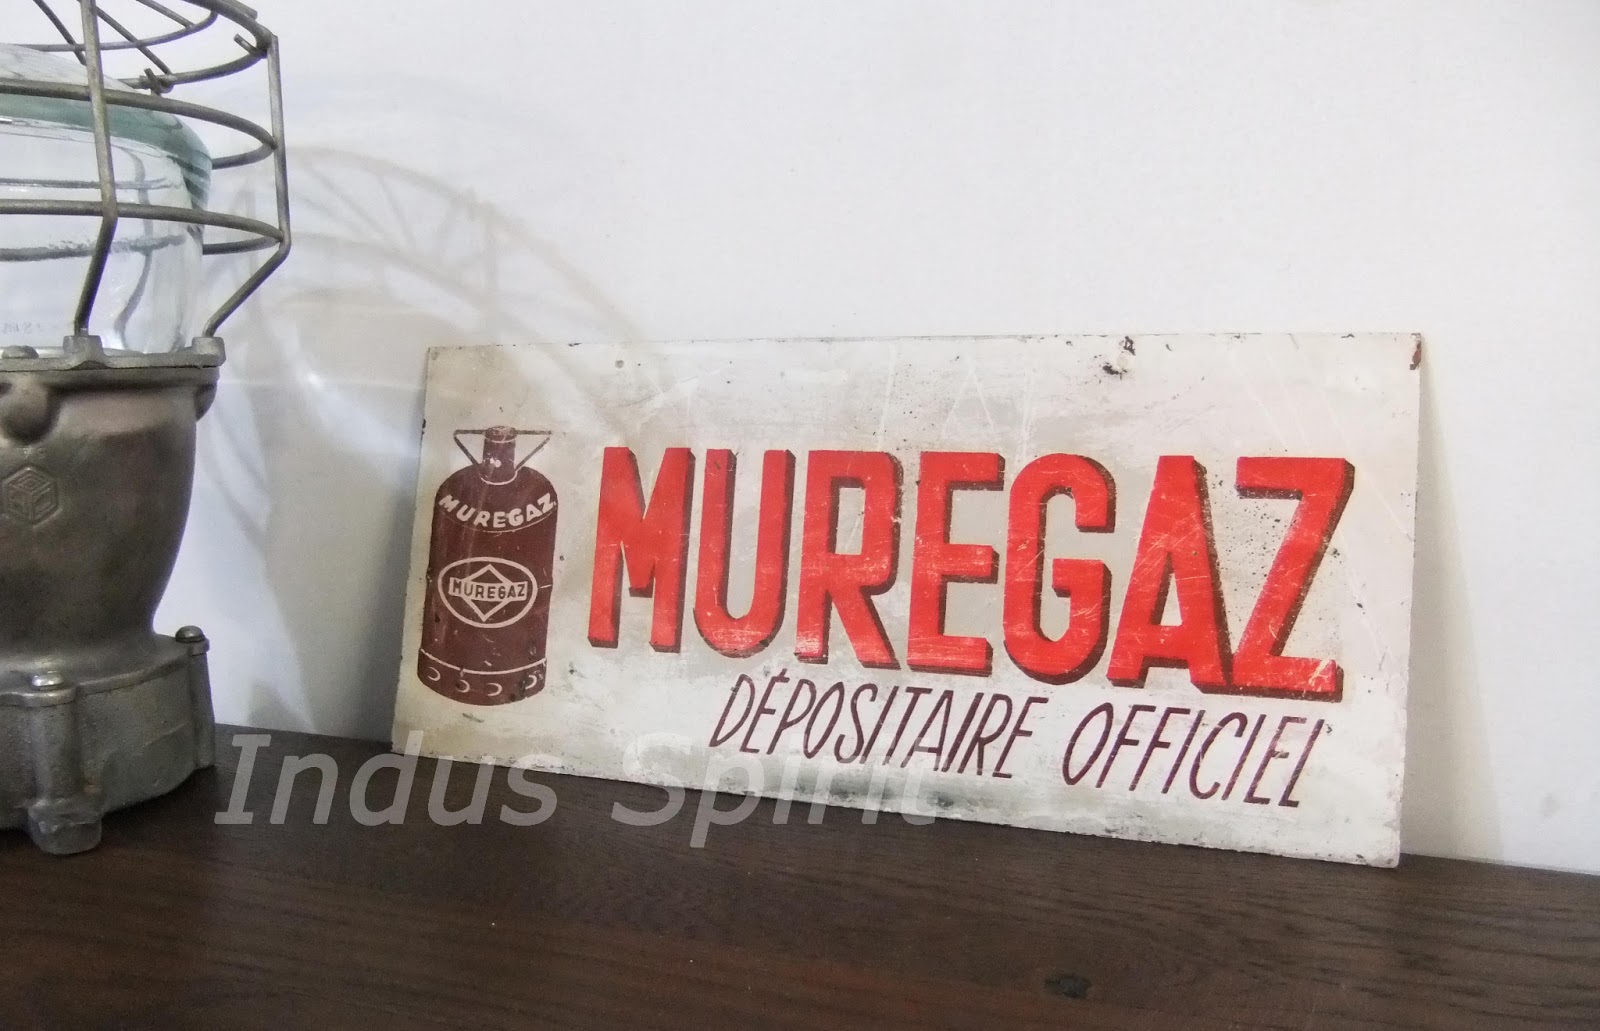 MUREGAZ
MUREGAZ
MUREGAZ
DÉPOSITAIRE OFFICIEL
Indus Spirit